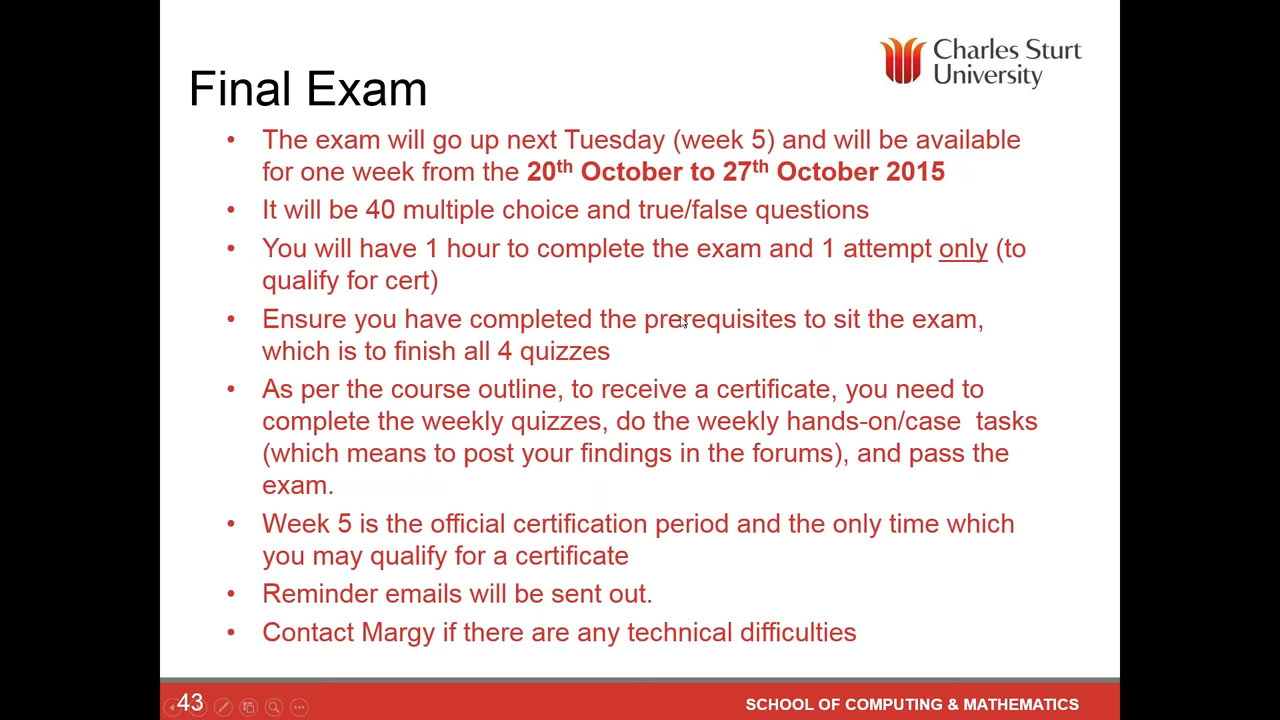 Charles Sturt
University
Final Exam
• The exam will go up next Tuesday (week 5) and will be available
for one week from the 20th October to 27th October 2015
• It will be 40 multiple choice and true/false questions
• You will have 1 hour to complete the exam and 1 attempt only (to
qualify for cert)
• Ensure you have completed the prerequisites to sit the exam,
which is to finish all 4 quizzes
• As per the course outline, to receive a certificate, you need to
complete the weekly quizzes, do the weekly hands-on/case tasks
(which means to post your findings in the forums), and pass the
exam.
• Week 5 is the official certification period and the only time which
you may qualify for a certificate
• Reminder emails will be sent out.
• Contact Margy if there are any technical difficulties
43
SCHOOL OF COMPUTING & MATHEMATICS